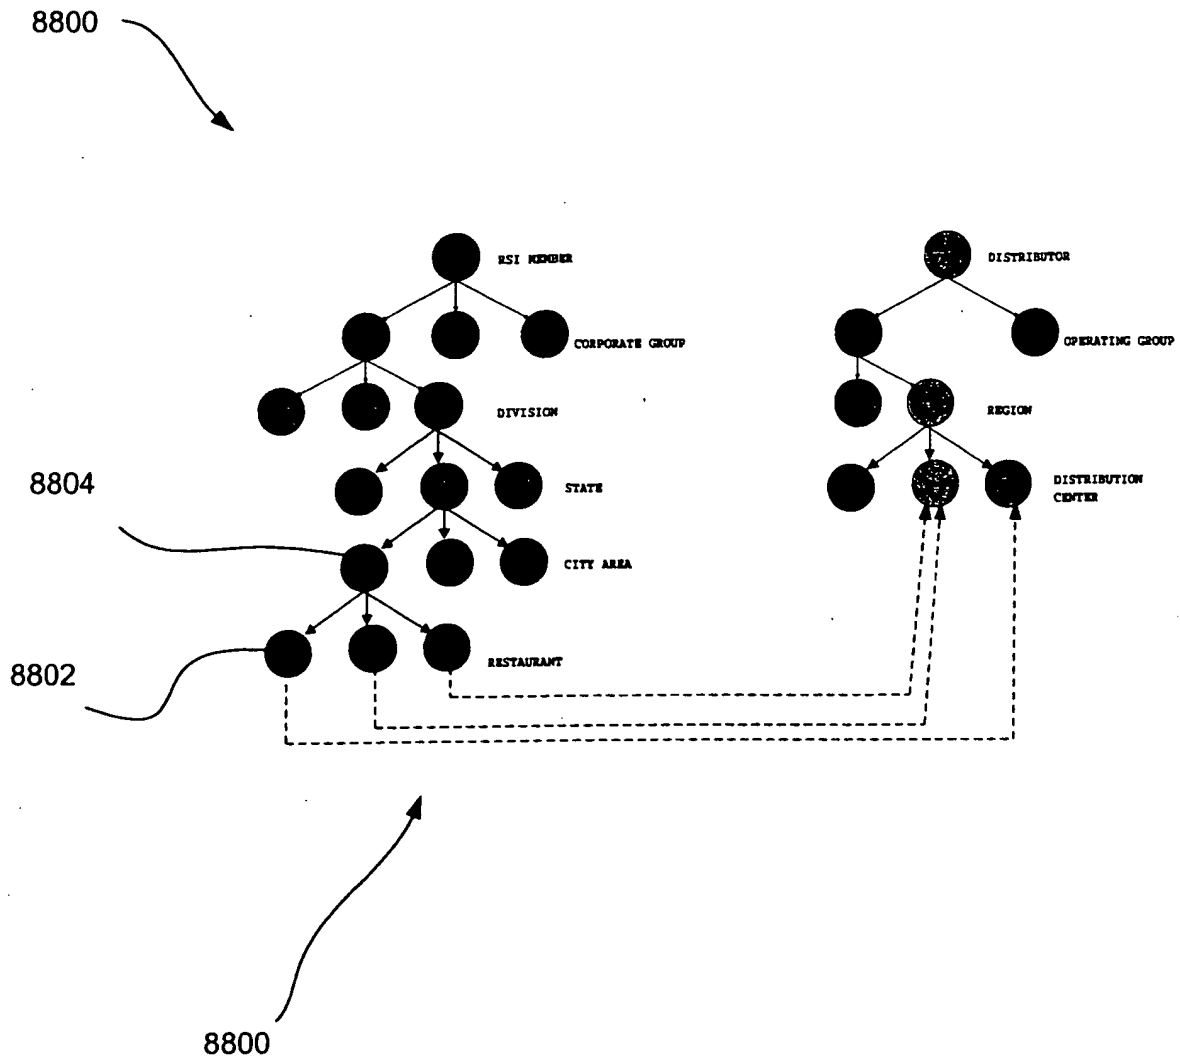 8800
RSI MEMBER
DISTRIBUTOR
CORPORATE GROUP
OPERATING GROUP
DIVISION
REGION
8804
STATE
DISTRIBUTION
CENTER
CITY AREA
8802
RESTAURANT
8800